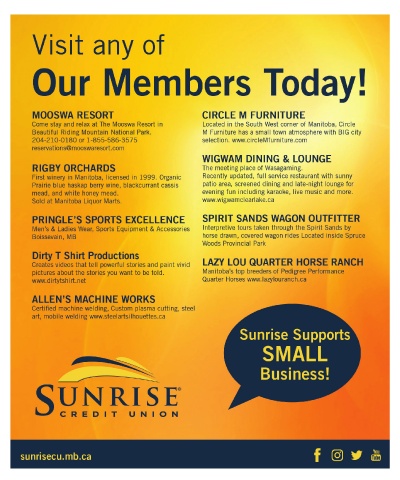 Visit any of
Our Members Today!
MOOSWA RESORT
Come stay and relax at The Mooswa Resort in
Beautiful Riding Mountain National Park.
204-210-0180 or 1-855-586-3575
reservations@mooswaresort.com
RIGBY ORCHARDS
First winery in Manitoba, licensed in 1999. Organic
Prairie blue haskap berry wine, blackcurrant cassis
mead, and white honey mead.
Sold at Manitoba Liquor Marts.
PRINGLE'S SPORTS EXCELLENCE
Men's & Ladies Wear, Sports Equipment & Accessories
Boissevain, MB
Dirty T Shirt Productions
Creates videos that tell powerful stories and paint vivid
pictures about the stories you want to be told.
www.dirtytshirt.net
ALLEN'S MACHINE WORKS
Certified machine welding, Custom plasma cutting, steel
art, mobile welding www.steelartsilhouettes.ca
CIRCLE M FURNITURE
Located in the South West corner of Manitoba, Circle
M Furniture has a small town atmosphere with BIG city
selection. www.circleMfurniture.com
WIGWAM DINING & LOUNGE
The meeting place of Wasagaming.
Recently updated, full service restaurant with sunny
patio area, screened dining and late-night lounge for
evening fun including karaoke, live music and more.
www.wigwamclearlake.ca
SPIRIT SANDS WAGON OUTFITTER
Interpretive tours taken through the Spirit Sands by
horse drawn, covered wagon rides Located inside Spruce
Woods Provincial Park
LAZY LOU QUARTER HORSE RANCH
Manitoba's top breeders of Pedigree Performance
Quarter Horses www.lazylouranch.ca
Sunrise Supports
SMALL
Business!
SUNRISE®
CREDIT UNION
sunrisecu.mb.ca